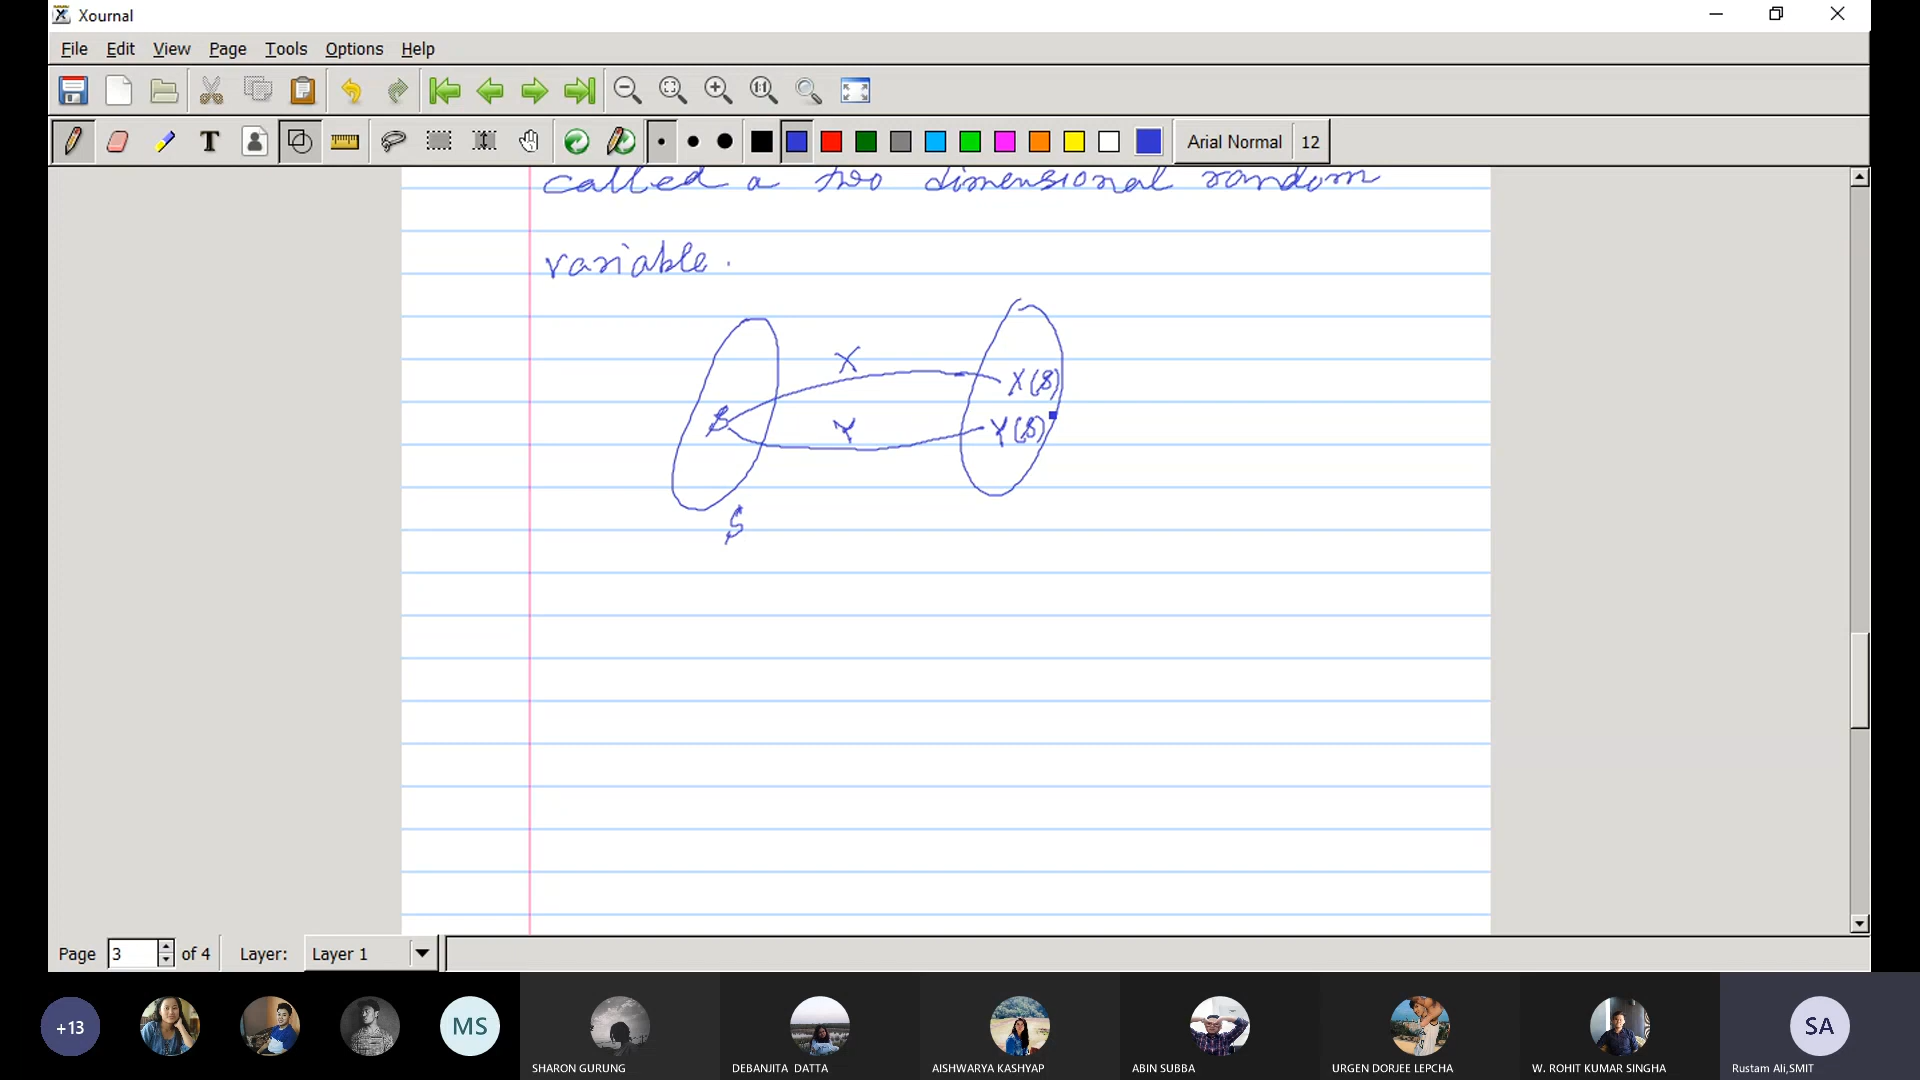 Xournal
File Edit View Page Tools Options Help
T Arial Normal 12
called a two dimensional random
variable.
X
X(s)
s
Y
Y(s)
S
Page 3 of 4 Layer: Layer 1
+13 MS SA
SHARON GURUNG DEBANJITA DATTA AISHWARYA KASHYAP ABIN SUBBA URGEN DORJEE LEPCHA W. ROHIT KUMAR SINGHA Rustam Ali,SMIT